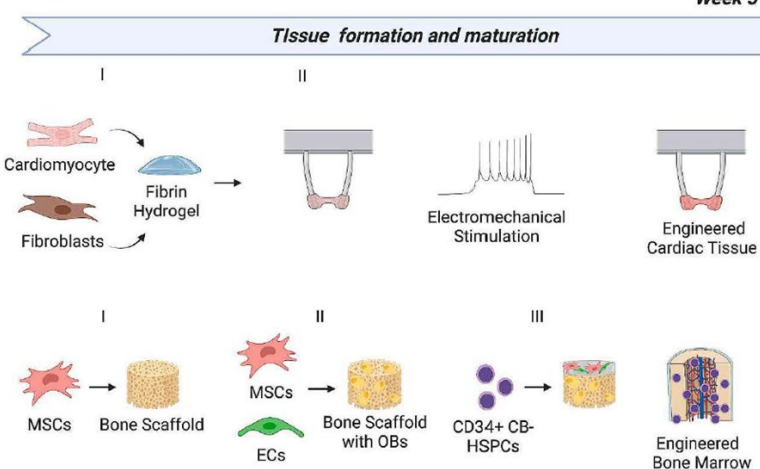 Week 5
TIssue formation and maturation
I
II
Cardiomyocyte
Fibroblasts
Fibrin
Hydrogel
Electromechanical
Stimulation
Engineered
Cardiac Tissue
I
II
III
MSCs
Bone Scaffold
MSCs
ECs
Bone Scaffold
with OBs
CD34+ CB-
HSPCs
Engineered
Bone Marrow